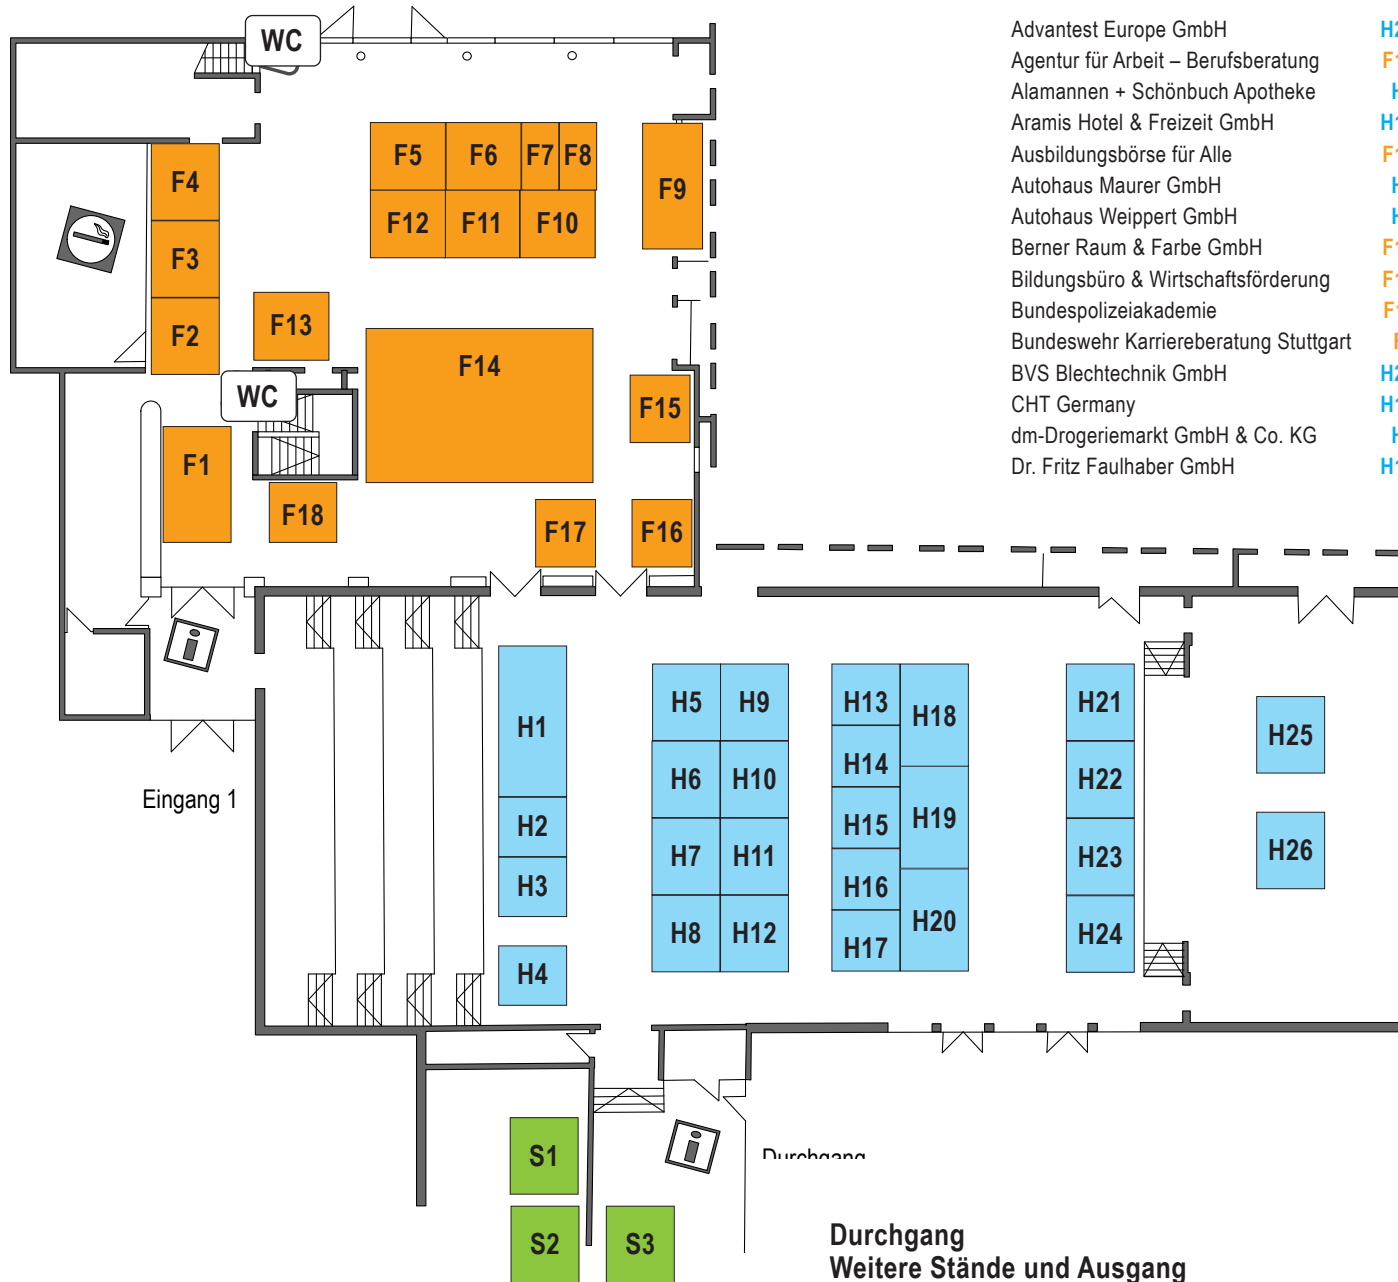 WC
Advantest Europe GmbH
Agentur für Arbeit – Berufsberatung
Alamannen + Schönbuch Apotheke
Aramis Hotel & Freizeit GmbH
Ausbildungsbörse für Alle
Autohaus Maurer GmbH
Autohaus Weippert GmbH
Berner Raum & Farbe GmbH
Bildungsbüro & Wirtschaftsförderung
Bundespolizeiakademie
Bundeswehr Karriereberatung Stuttgart
BVS Blechtechnik GmbH
CHT Germany
dm-Drogeriemarkt GmbH & Co. KG
Dr. Fritz Faulhaber GmbH
F5 F6 F7 F8
F4
F9
F12 F11 F10
F3
F13
F2
F14
WC
F15
F1
F18
F17 F16
H1
H5 H9
H13
H18
H21
H25
H14
H6 H10
H22
H2
H15
H19
H7 H11
H23
H26
H3
H16
H8 H12
H20
H24
H17
H4
Eingang 1
S1
Durchgang
S2 S3
Durchgang
Weitere Stände und Ausgang